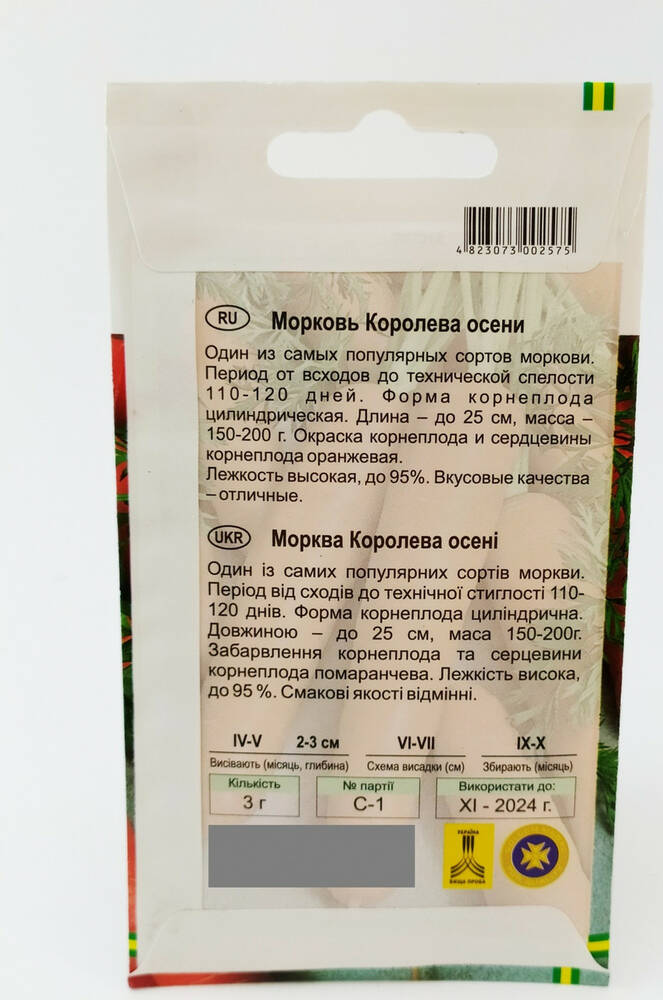 4 823073 002575
RU Морковь Королева осени
Один из самых популярных сортов моркови.
Период от всходов до технической спелости
110-120 дней. Форма корнеплода
цилиндрическая. Длина – до 25 см, масса –
150-200 г. Окраска корнеплода и сердцевины
корнеплода оранжевая.
Лежкость высокая, до 95%. Вкусовые качества
– отличные.
UKR Морква Королева осені
Один із самих популярних сортів моркви.
Період від сходів до технічної стиглості 110-
120 днів. Форма корнеплода циліндрична.
Довжиною – до 25 см, маса 150-200г.
Забарвлення корнеплода та серцевини
корнеплода помаранчева. Лежкість висока,
до 95 %. Смакові якості відмінні.
IV-V 2-3 см VI-VII IX-X
Висівають (місяць, глибина) Схема висадки (см) Збирають (місяць)
Кількість № партії Використати до:
3 г С-1 XI - 2024 г.
УКРАЇНА
ВИЩА ПРОБА